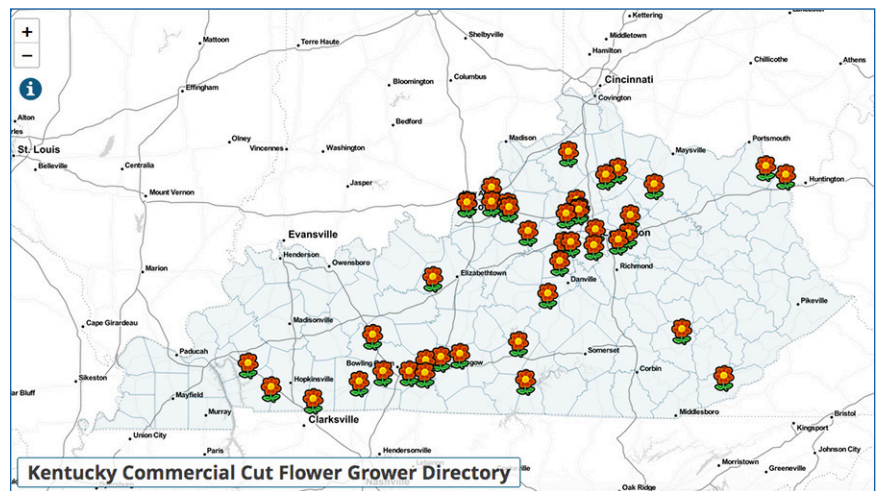 +
−
i
Kettering
Lancaster
Mattoon
Terre Haute
Shelbyville
Middletown
Hamilton
Chillicothe
Athens
Effingham
Bloomington
Columbus
Cincinnati
Covington
Alton
Bedford
St. Louis
Olney
Vincennes
Washington
Madison
Maysville
Portsmouth
Belleville
Centralia
Jasper
Huntington
Mount Vernon
Evansville
Henderson
Owensboro
Elizabethtown
Richmond
Danville
Marion
Pikeville
Madisonville
Cape Girardeau
Paducah
Somerset
Bowling
Corbin
Sikeston
Hopkinsville
Mayfield
Murray
Clarksville
Middlesboro
Bristol
Kingsport
Union City
Paris
Hendersonville
Johnson City
Morristown
Greeneville
Kentucky Commercial Cut Flower Grower Directory
Nashville
Oak Ridge